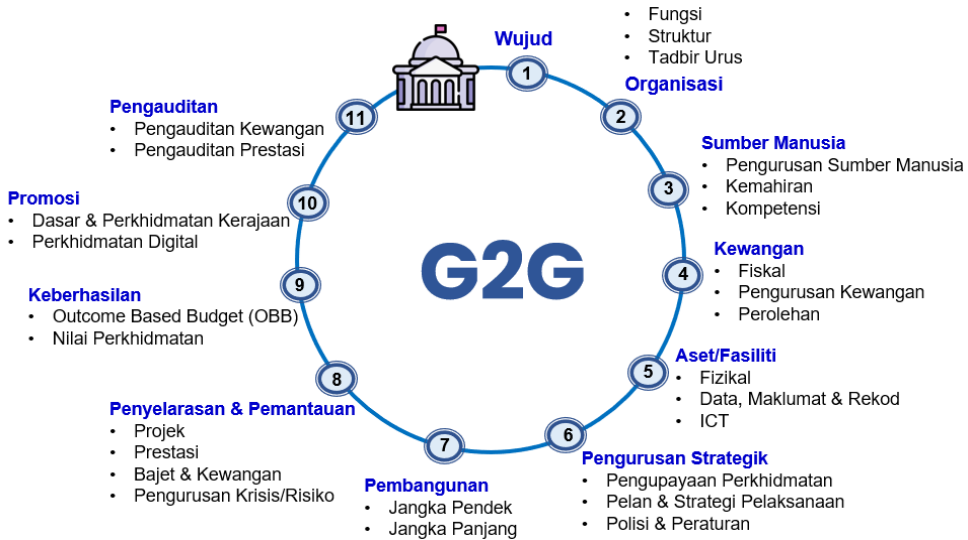 1
Wujud
2
• Fungsi
• Struktur
• Tadbir Urus
Organisasi
3
Sumber Manusia
• Pengurusan Sumber Manusia
• Kemahiran
• Kompetensi
4
Kewangan
• Fiskal
• Pengurusan Kewangan
• Perolehan
5
Aset/Fasiliti
• Fizikal
• Data, Maklumat & Rekod
• ICT
6
Pengurusan Strategik
• Pengupayaan Perkhidmatan
• Pelan & Strategi Pelaksanaan
• Polisi & Peraturan
7
Pembangunan
• Jangka Pendek
• Jangka Panjang
8
Penyelarasan & Pemantauan
• Projek
• Prestasi
• Bajet & Kewangan
• Pengurusan Krisis/Risiko
9
Keberhasilan
• Outcome Based Budget (OBB)
• Nilai Perkhidmatan
10
Promosi
• Dasar & Perkhidmatan Kerajaan
• Perkhidmatan Digital
11
Pengauditan
• Pengauditan Kewangan
• Pengauditan Prestasi
G2G